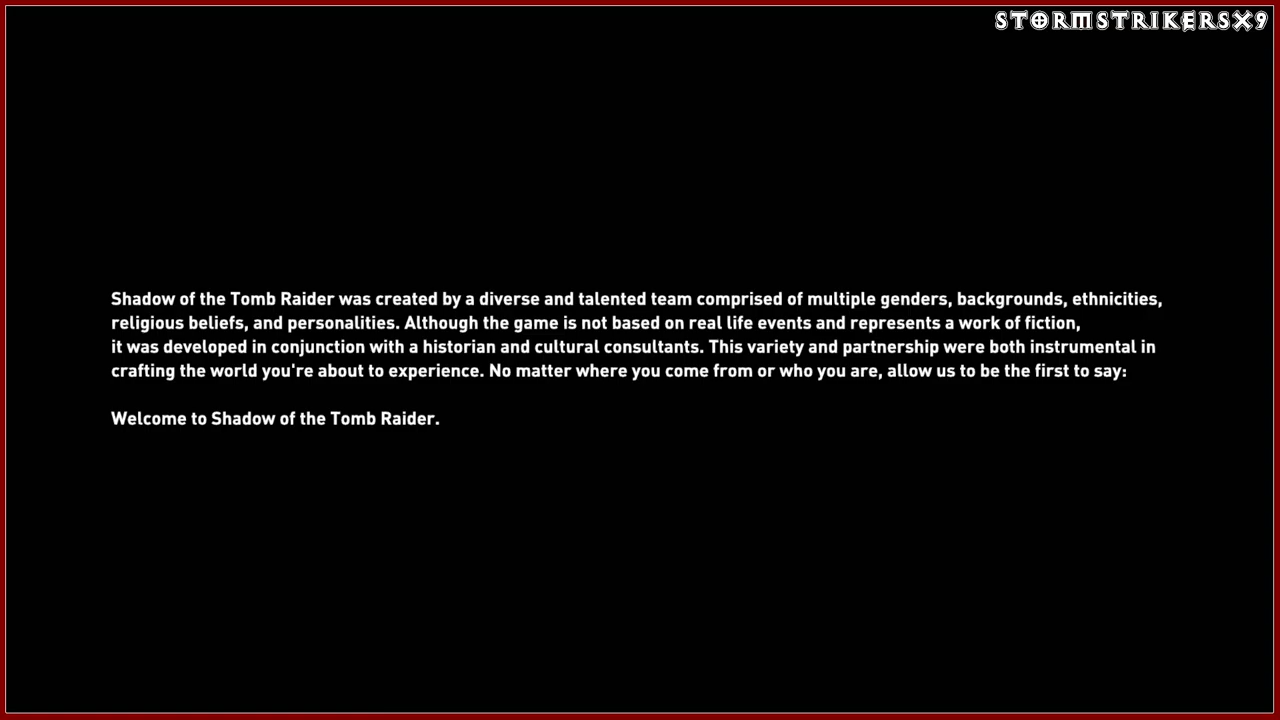 STORMSTRIKERSX9
Shadow of the Tomb Raider was created by a diverse and talented team comprised of multiple genders, backgrounds, ethnicities,
religious beliefs, and personalities. Although the game is not based on real life events and represents a work of fiction,
it was developed in conjunction with a historian and cultural consultants. This variety and partnership were both instrumental in
crafting the world you're about to experience. No matter where you come from or who you are, allow us to be the first to say:
Welcome to Shadow of the Tomb Raider.